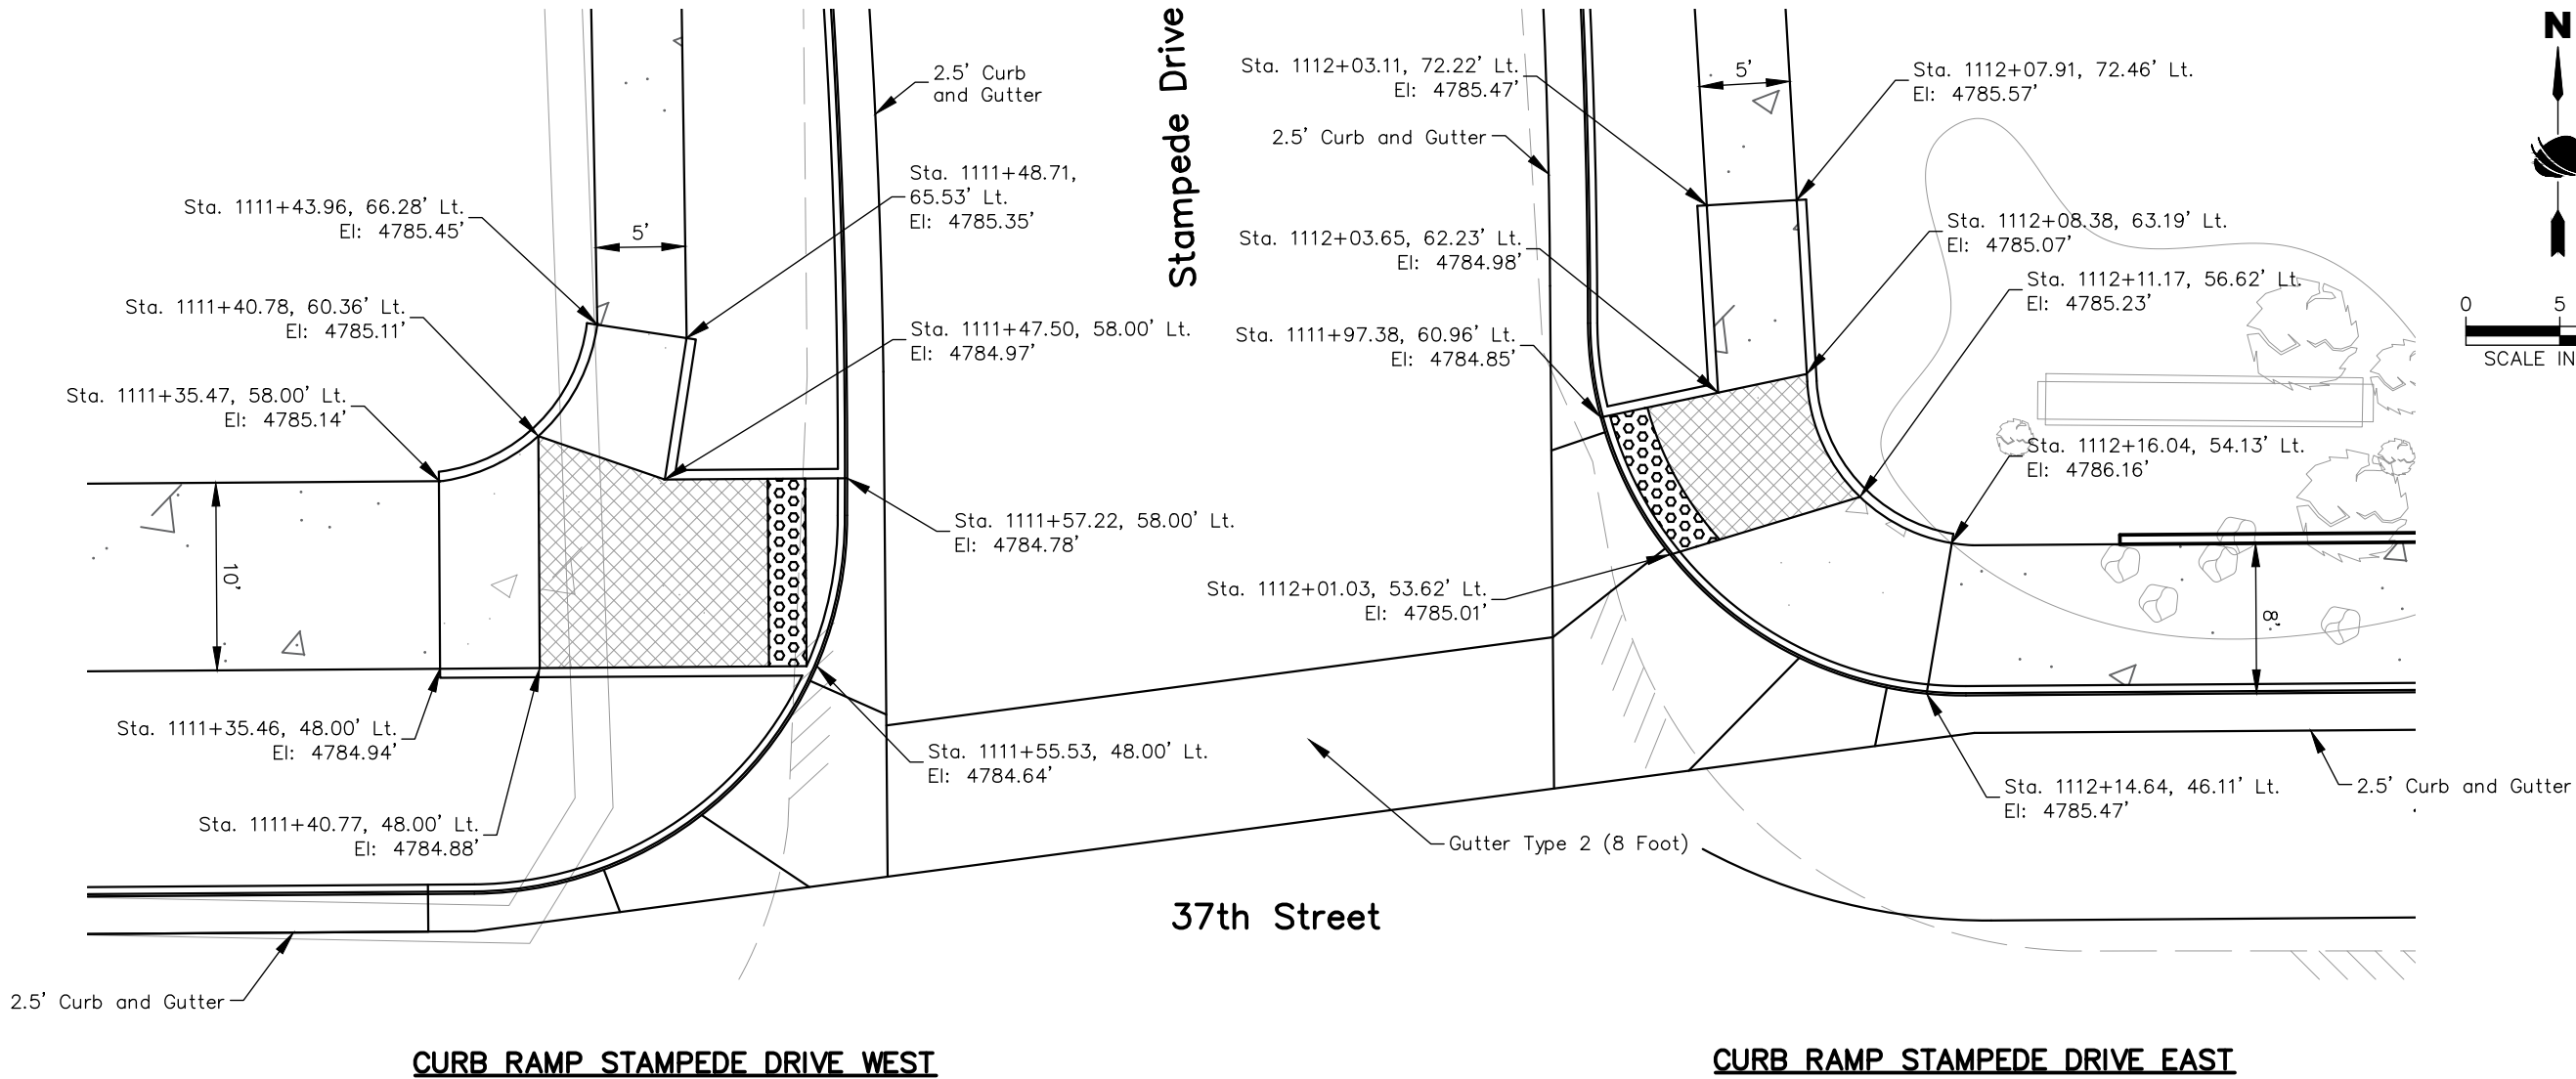 N
0 5
SCALE IN
Stampede Drive
2.5' Curb
and Gutter
Sta. 1111+48.71,
65.53' Lt.
El: 4785.35'
Sta. 1111+43.96, 66.28' Lt.
El: 4785.45'
5'
Sta. 1111+40.78, 60.36' Lt.
El: 4785.11'
Sta. 1111+47.50, 58.00' Lt.
El: 4784.97'
Sta. 1111+35.47, 58.00' Lt.
El: 4785.14'
Sta. 1111+57.22, 58.00' Lt.
El: 4784.78'
10'
Sta. 1111+35.46, 48.00' Lt.
El: 4784.94'
Sta. 1111+55.53, 48.00' Lt.
El: 4784.64'
Sta. 1111+40.77, 48.00' Lt.
El: 4784.88'
2.5' Curb and Gutter
CURB RAMP STAMPEDE DRIVE WEST
Sta. 1112+03.11, 72.22' Lt.
El: 4785.47'
5'
Sta. 1112+07.91, 72.46' Lt.
El: 4785.57'
2.5' Curb and Gutter
Sta. 1112+03.65, 62.23' Lt.
El: 4784.98'
Sta. 1112+08.38, 63.19' Lt.
El: 4785.07'
Sta. 1112+11.17, 56.62' Lt.
El: 4785.23'
Sta. 1111+97.38, 60.96' Lt.
El: 4784.85'
Sta. 1112+16.04, 54.13' Lt.
El: 4786.16'
Sta. 1112+01.03, 53.62' Lt.
El: 4785.01'
8'
Sta. 1112+14.64, 46.11' Lt.
El: 4785.47'
2.5' Curb and Gutter
Gutter Type 2 (8 Foot)
37th Street
CURB RAMP STAMPEDE DRIVE EAST